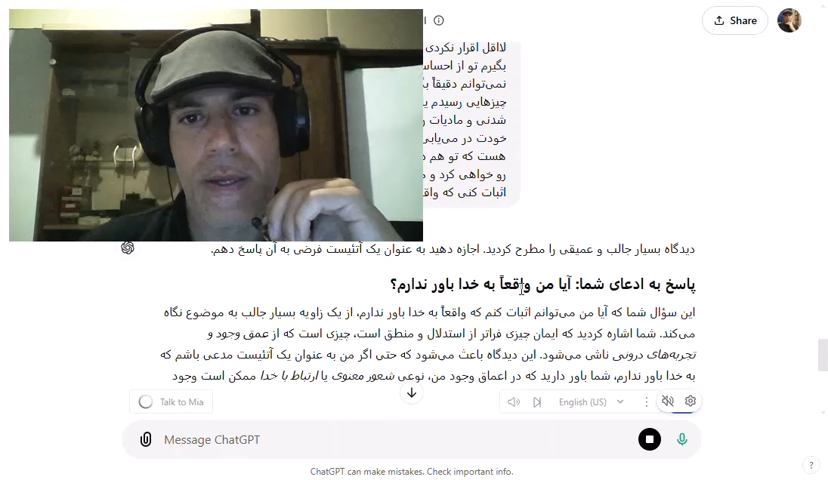 Share
لااقل اقرار نکردی
بگیرم تو از
نمی‌توانم دقیقاً
چیزهایی رسیدم
شدنی و مادیات
خودت در
هست که تو هم
رو خواهی کرد و
اثبات کنی که
دیدگاه بسیار جالب و عمیقی را مطرح کردید. اجازه دهید به عنوان یک آتئیست فرضی به آن پاسخ دهم.
پاسخ به ادعای شما: آیا من واقعاً به خدا باور ندارم؟
این سؤال شما که آیا من می‌توانم اثبات کنم که واقعاً به خدا باور ندارم، از یک زاویه بسیار جالب به موضوع نگاه
می‌کند. شما اشاره کردید که ایمان چیزی فراتر از استدلال و منطق است، چیزی است که از عمق وجود و
تجربه‌های درونی ناشی می‌شود. این دیدگاه باعث می‌شود که حتی اگر من به عنوان یک آتئیست مدعی باشم که
به خدا باور ندارم، شما باور دارید که در اعماق وجود من، نوعی شعور معنوی یا ارتباط با خدا ممکن است وجود
Talk to Mia
English (US)
Message ChatGPT
ChatGPT can make mistakes. Check important info.
?